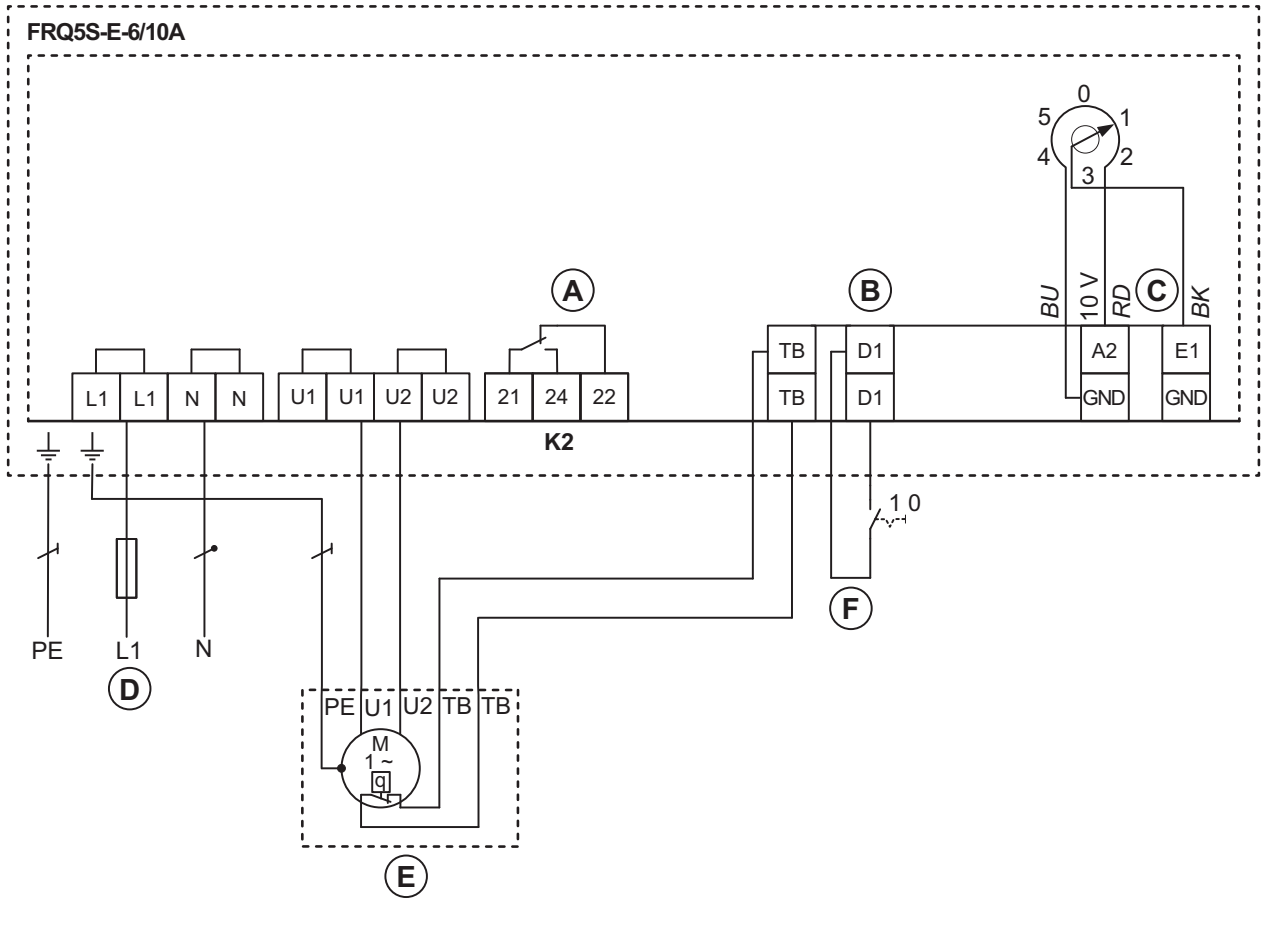 FRQ5S-E-6/10A
0
5 1
4 2
3
A B C
BU 10 V RD BK
TB D1 A2 E1
L1 L1 N N U1 U1 U2 U2 21 24 22 TB D1 GND GND
K2
1 0
F
PE L1 N
D
PE U1 U2 TB TB
M
1 ~
q
E